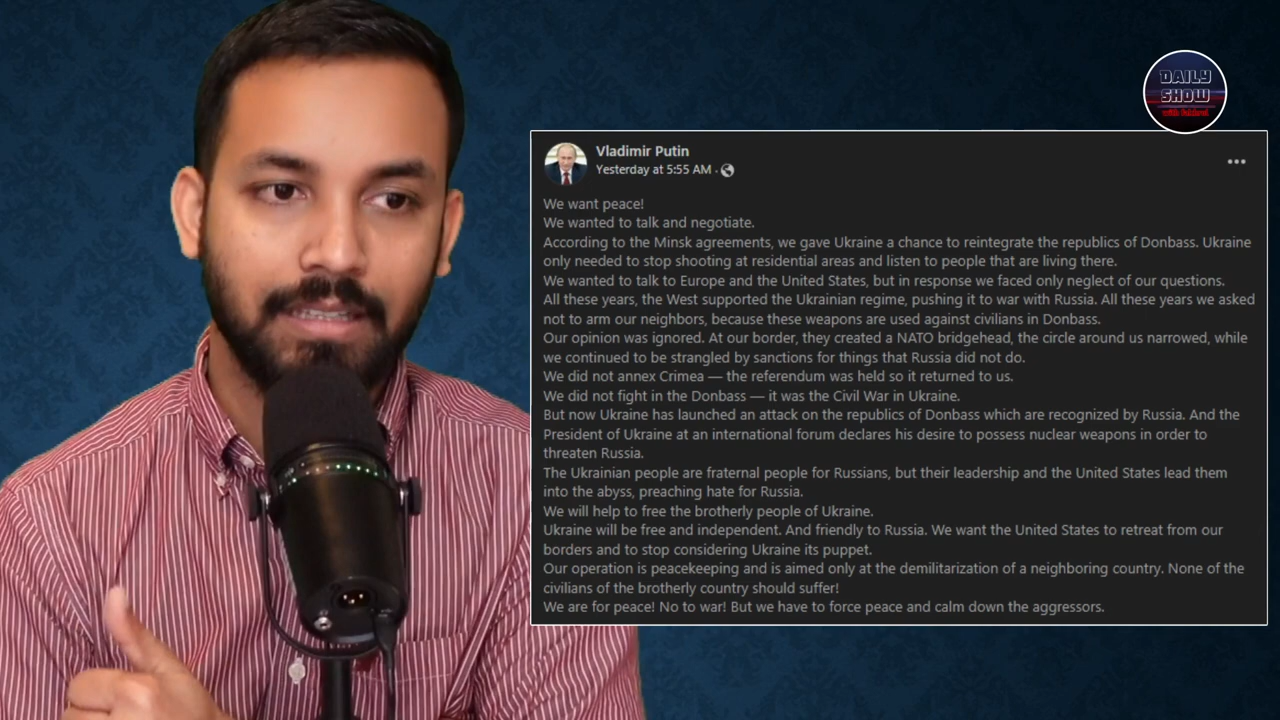 DAILY
SHOW
Vladimir Putin
Yesterday at 5:55 AM ·
We want peace!
We wanted to talk and negotiate.
According to the Minsk agreements, we gave Ukraine a chance to reintegrate the republics of Donbass. Ukraine
only needed to stop shooting at residential areas and listen to people that are living there.
We wanted to talk to Europe and the United States, but in response we faced only neglect of our questions.
All these years, the West supported the Ukrainian regime, pushing it to war with Russia. All these years we asked
not to arm our neighbors, because these weapons are used against civilians in Donbass.
Our opinion was ignored. At our border, they created a NATO bridgehead, the circle around us narrowed, while
we continued to be strangled by sanctions for things that Russia did not do.
We did not annex Crimea — the referendum was held so it returned to us.
We did not fight in the Donbass — it was the Civil War in Ukraine.
But now Ukraine has launched an attack on the republics of Donbass which are recognized by Russia. And the
President of Ukraine at an international forum declares his desire to possess nuclear weapons in order to
threaten Russia.
The Ukrainian people are fraternal people for Russians, but their leadership and the United States lead them
into the abyss, preaching hate for Russia.
We will help to free the brotherly people of Ukraine.
Ukraine will be free and independent. And friendly to Russia. We want the United States to retreat from our
borders and to stop considering Ukraine its puppet.
Our operation is peacekeeping and is aimed only at the demilitarization of a neighboring country. None of the
civilians of the brotherly country should suffer!
We are for peace! No to war! But we have to force peace and calm down the aggressors.